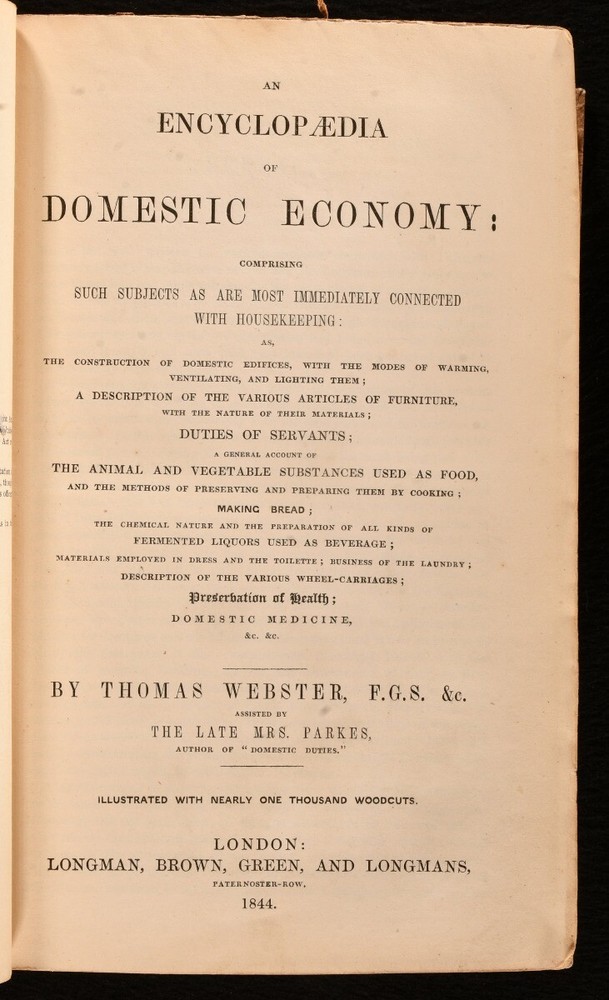 AN
ENCYCLOPÆDIA
OF
DOMESTIC ECONOMY:
COMPRISING
SUCH SUBJECTS AS ARE MOST IMMEDIATELY CONNECTED
WITH HOUSEKEEPING:
AS,
THE CONSTRUCTION OF DOMESTIC EDIFICES, WITH THE MODES OF WARMING,
VENTILATING, AND LIGHTING THEM;
A DESCRIPTION OF THE VARIOUS ARTICLES OF FURNITURE,
WITH THE NATURE OF THEIR MATERIALS;
DUTIES OF SERVANTS;
A GENERAL ACCOUNT OF
THE ANIMAL AND VEGETABLE SUBSTANCES USED AS FOOD,
AND THE METHODS OF PRESERVING AND PREPARING THEM BY COOKING;
MAKING BREAD;
THE CHEMICAL NATURE AND THE PREPARATION OF ALL KINDS OF
FERMENTED LIQUORS USED AS BEVERAGE;
MATERIALS EMPLOYED IN DRESS AND THE TOILETTE; BUSINESS OF THE LAUNDRY;
DESCRIPTION OF THE VARIOUS WHEEL-CARRIAGES;
Preservation of Health;
DOMESTIC MEDICINE,
&c. &c.
BY THOMAS WEBSTER, F.G.S. &c.
ASSISTED BY
THE LATE MRS. PARKES,
AUTHOR OF "DOMESTIC DUTIES."
ILLUSTRATED WITH NEARLY ONE THOUSAND WOODCUTS.
LONDON:
LONGMAN, BROWN, GREEN, AND LONGMANS,
PATERNOSTER-ROW.
1844.